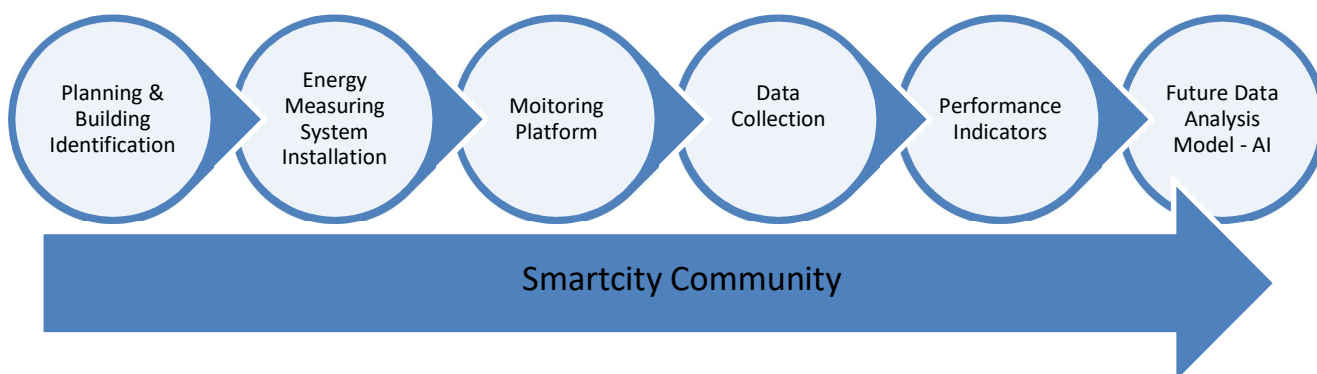 Planning &
Building
Identification
Energy
Measuring
System
Installation
Moitoring
Platform
Data
Collection
Performance
Indicators
Future Data
Analysis
Model - AI
Smartcity Community